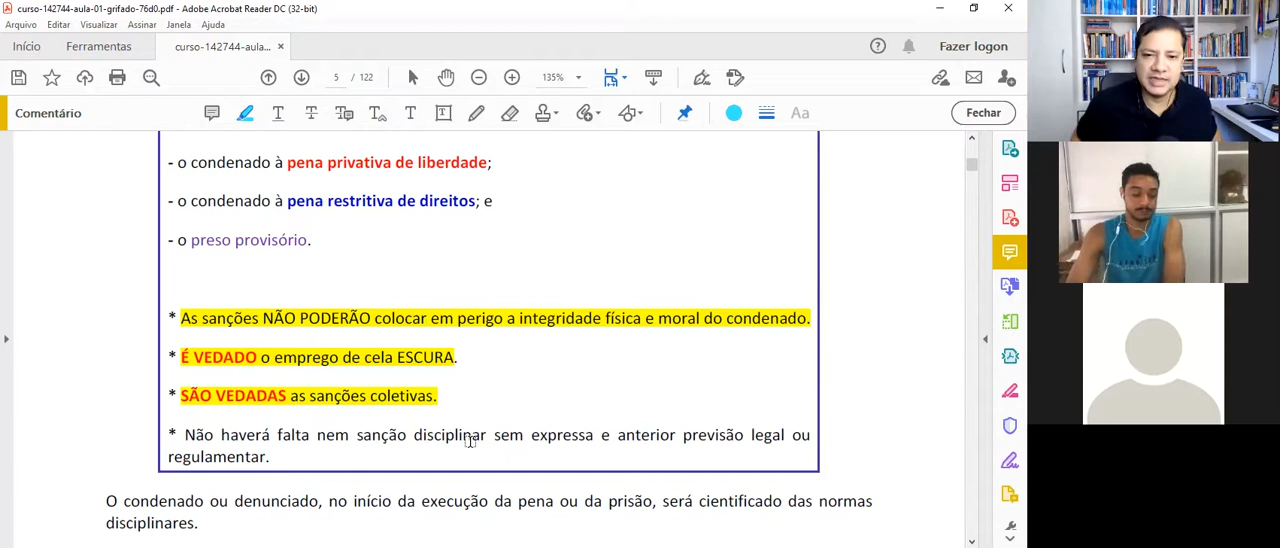 curso-142744-aula-01-grifado-76d0.pdf - Adobe Acrobat Reader DC (32-bit)
Arquivo Editar Visualizar Assinar Janela Ajuda
Início Ferramentas curso-142744-aula... × Fazer logon
5 / 122 135%
Comentário Aa Fechar
- o condenado à pena privativa de liberdade;
- o condenado à pena restritiva de direitos; e
- o preso provisório.
* As sanções NÃO PODERÃO colocar em perigo a integridade física e moral do condenado.
* É VEDADO o emprego de cela ESCURA.
* SÃO VEDADAS as sanções coletivas.
* Não haverá falta nem sanção disciplinar sem expressa e anterior previsão legal ou
regulamentar.
O condenado ou denunciado, no início da execução da pena ou da prisão, será cientificado das normas
disciplinares.